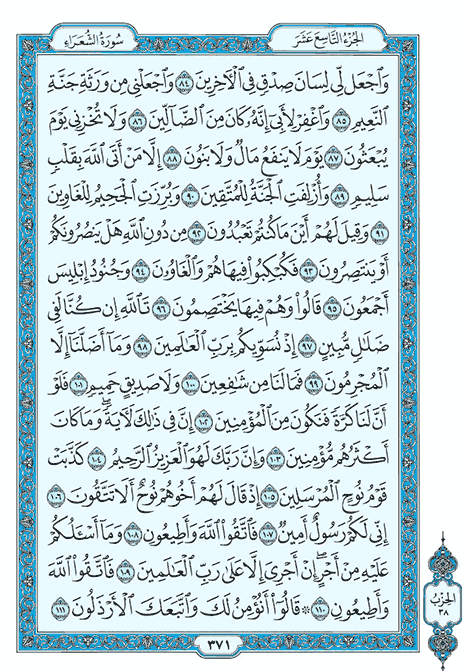 الجزء التاسع عشر
سورة الشعراء
وَٱجْعَل لِّي لِسَانَ صِدْقٍ فِي ٱلْآخِرِينَ ٨٤ وَٱجْعَلْنِي مِن وَرَثَةِ جَنَّةِ
ٱلنَّعِيمِ ٨٥ وَٱغْفِرْ لِأَبِي إِنَّهُ كَانَ مِنَ ٱلضَّالِّينَ ٨٦ وَلَا تُخْزِنِي يَوْمَ
يُبْعَثُونَ ٨٧ يَوْمَ لَا يَنفَعُ مَالٌ وَلَا بَنُونَ ٨٨ إِلَّا مَنْ أَتَى ٱللَّهَ بِقَلْبٍ
سَلِيمٍ ٨٩ وَأُزْلِفَتِ ٱلْجَنَّةُ لِلْمُتَّقِينَ ٩٠ وَبُرِّزَتِ ٱلْجَحِيمُ لِلْغَاوِينَ
٩١ وَقِيلَ لَهُمْ أَيْنَ مَا كُنتُمْ تَعْبُدُونَ ٩٢ مِن دُونِ ٱللَّهِ هَلْ يَنصُرُونَكُمْ
أَوْ يَنتَصِرُونَ ٩٣ فَكُبْكِبُوا۟ فِيهَا هُمْ وَٱلْغَاوُۥنَ ٩٤ وَجُنُودُ إِبْلِيسَ
أَجْمَعُونَ ٩٥ قَالُوا۟ وَهُمْ فِيهَا يَخْتَصِمُونَ ٩٦ تَٱللَّهِ إِن كُنَّا لَفِي
ضَلَٰلٍ مُّبِينٍ ٩٧ إِذْ نُسَوِّيكُم بِرَبِّ ٱلْعَٰلَمِينَ ٩٨ وَمَآ أَضَلَّنَآ إِلَّا
ٱلْمُجْرِمُونَ ٩٩ فَمَا لَنَا مِن شَٰفِعِينَ ١٠٠ وَلَا صَدِيقٍ حَمِيمٍ ١٠١ فَلَوْ
أَنَّ لَنَا كَرَّةً فَنَكُونَ مِنَ ٱلْمُؤْمِنِينَ ١٠٢ إِنَّ فِي ذَٰلِكَ لَآيَةً ۖ وَمَا كَانَ
أَكْثَرُهُم مُّؤْمِنِينَ ١٠٣ وَإِنَّ رَبَّكَ لَهُوَ ٱلْعَزِيزُ ٱلرَّحِيمُ ١٠٤ كَذَّبَتْ
قَوْمُ نُوحٍ ٱلْمُرْسَلِينَ ١٠٥ إِذْ قَالَ لَهُمْ أَخُوهُمْ نُوحٌ أَلَا تَتَّقُونَ ١٠٦
إِنِّي لَكُمْ رَسُولٌ أَمِينٌ ١٠٧ فَٱتَّقُوا۟ ٱللَّهَ وَأَطِيعُونِ ١٠٨ وَمَآ أَسْـَٔلُكُمْ
عَلَيْهِ مِنْ أَجْرٍ ۖ إِنْ أَجْرِيَ إِلَّا عَلَىٰ رَبِّ ٱلْعَٰلَمِينَ ١٠٩ فَٱتَّقُوا۟ ٱللَّهَ
وَأَطِيعُونِ ١١٠ ۞ قَالُوٓا۟ أَنُؤْمِنُ لَكَ وَٱتَّبَعَكَ ٱلْأَرْذَلُونَ ١١١
الحزب
٣٨
٣٧١